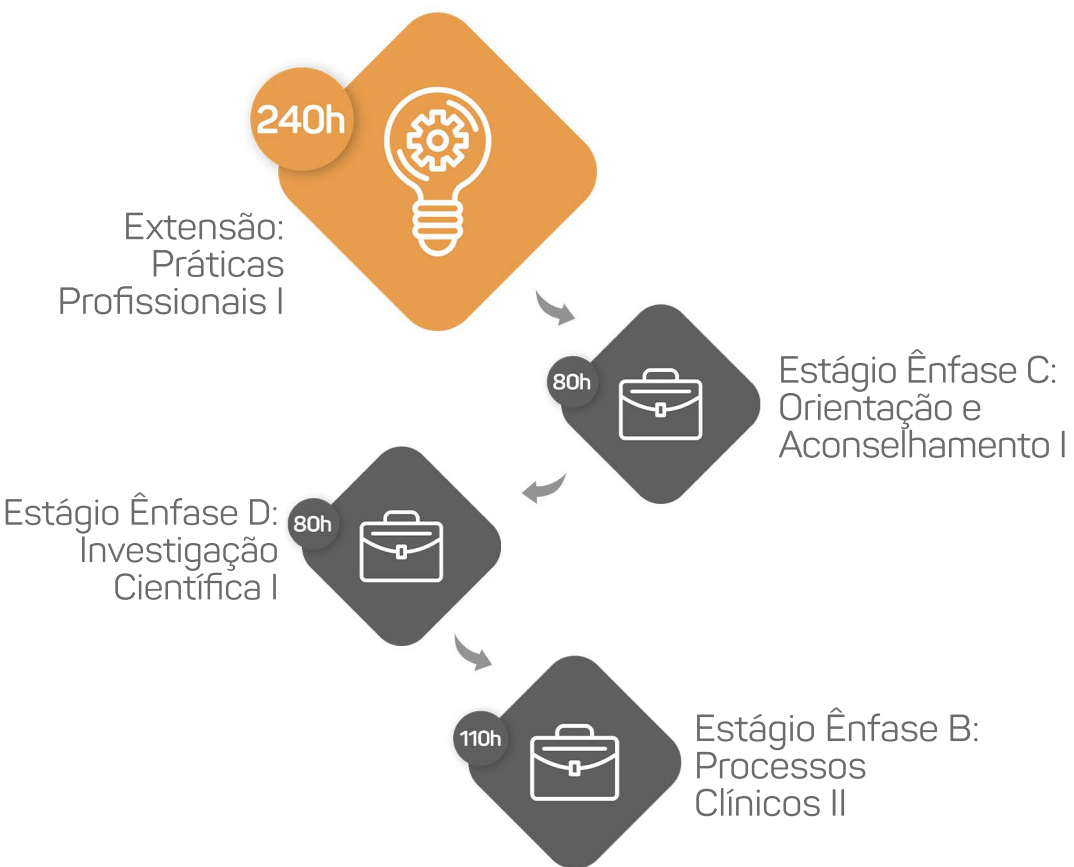 240h
Extensão:
Práticas
Profissionais I
80h
Estágio Ênfase C:
Orientação e
Aconselhamento I
Estágio Ênfase D:
Investigação
Científica I
80h
110h
Estágio Ênfase B:
Processos
Clínicos II